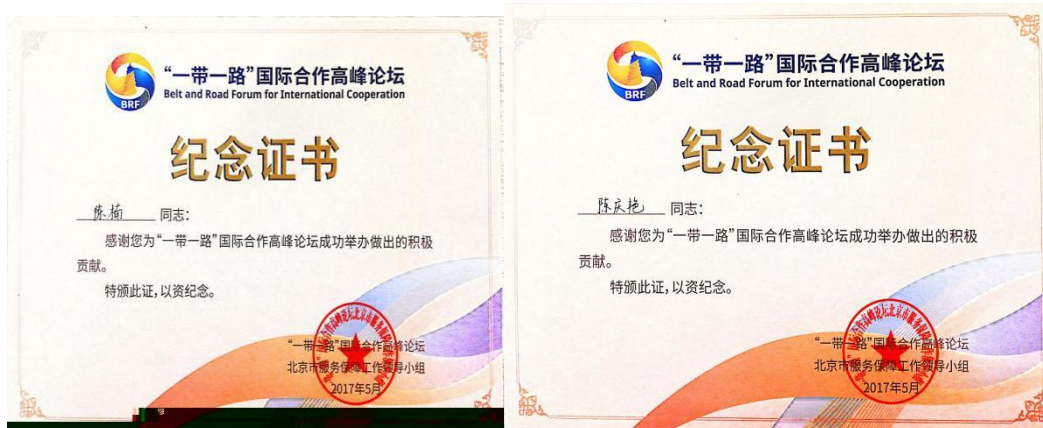 “一带一路”国际合作高峰论坛
Belt and Road Forum for International Cooperation
BRF
纪念证书
陈楠 同志：
感谢您为“一带一路”国际合作高峰论坛成功举办做出的积极
贡献。
特颁此证，以资纪念。
“一带一路”国际合作高峰论坛
北京市服务保障工作领导小组
2017年5月
“一带一路”国际合作高峰论坛
Belt and Road Forum for International Cooperation
BRF
纪念证书
陈庆艳 同志：
感谢您为“一带一路”国际合作高峰论坛成功举办做出的积极
贡献。
特颁此证，以资纪念。
“一带一路”国际合作高峰论坛
北京市服务保障工作领导小组
2017年5月